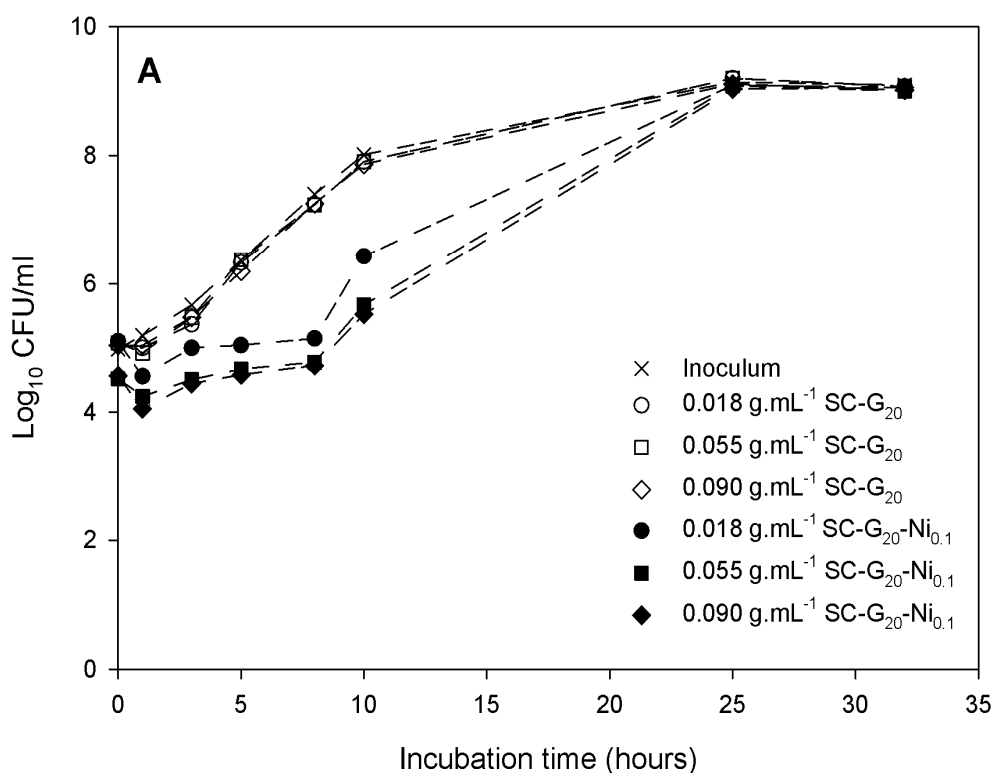 A
10
8
6
4
2
0
Log₁₀ CFU/ml
Inoculum
0.018 g.mL⁻¹ SC-G₂₀
0.055 g.mL⁻¹ SC-G₂₀
0.090 g.mL⁻¹ SC-G₂₀
0.018 g.mL⁻¹ SC-G₂₀-Ni₀.₁
0.055 g.mL⁻¹ SC-G₂₀-Ni₀.₁
0.090 g.mL⁻¹ SC-G₂₀-Ni₀.₁
0 5 10 15 20 25 30 35
Incubation time (hours)